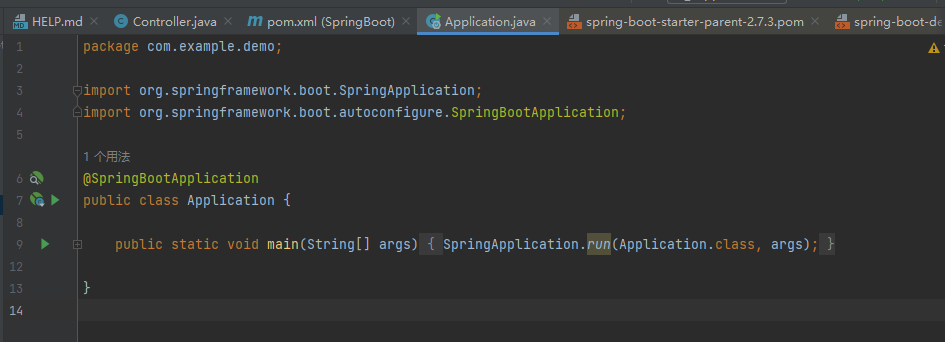 HELP.md Controller.java pom.xml (SpringBoot) Application.java spring-boot-starter-parent-2.7.3.pom spring-boot-de
1 package com.example.demo;
2
3 import org.springframework.boot.SpringApplication;
4 import org.springframework.boot.autoconfigure.SpringBootApplication;
5
1 个用法
6 @SpringBootApplication
7 public class Application {
8
9 public static void main(String[] args) { SpringApplication.run(Application.class, args); }
12
13 }
14